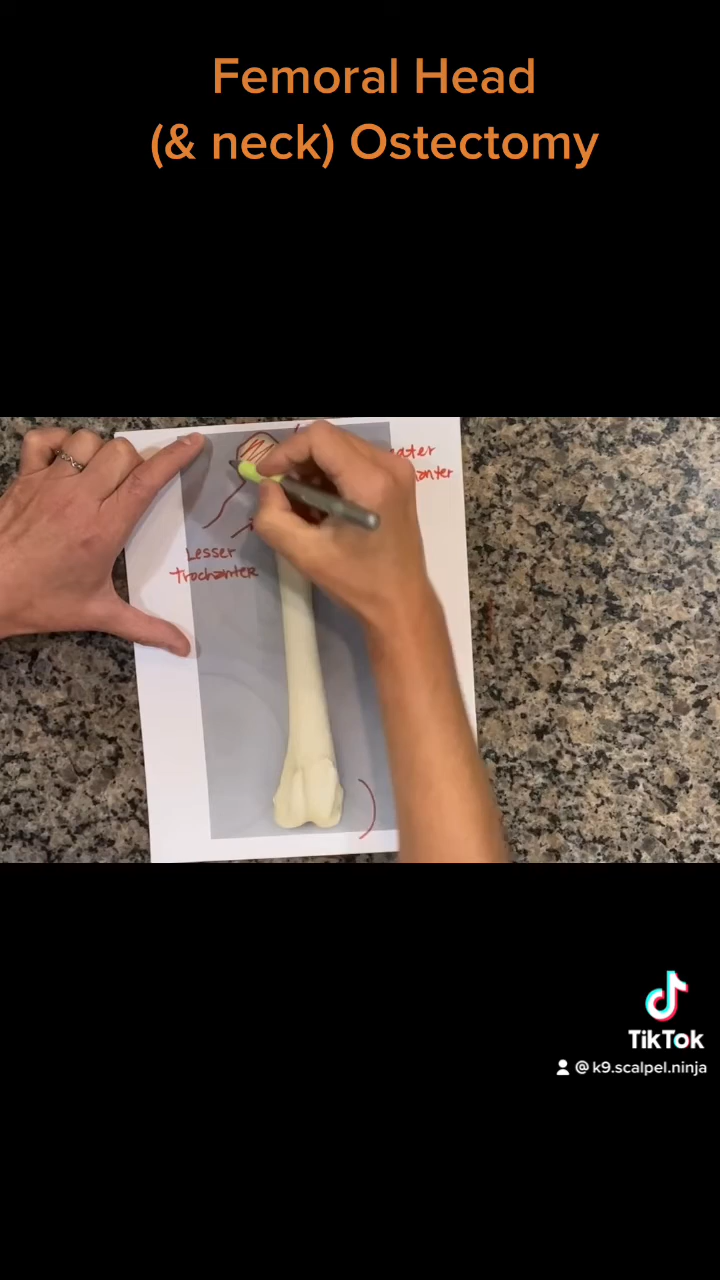 Femoral Head
(& neck) Ostectomy
Lesser
trochanter
TikTok
@k9.scalpel.ninja